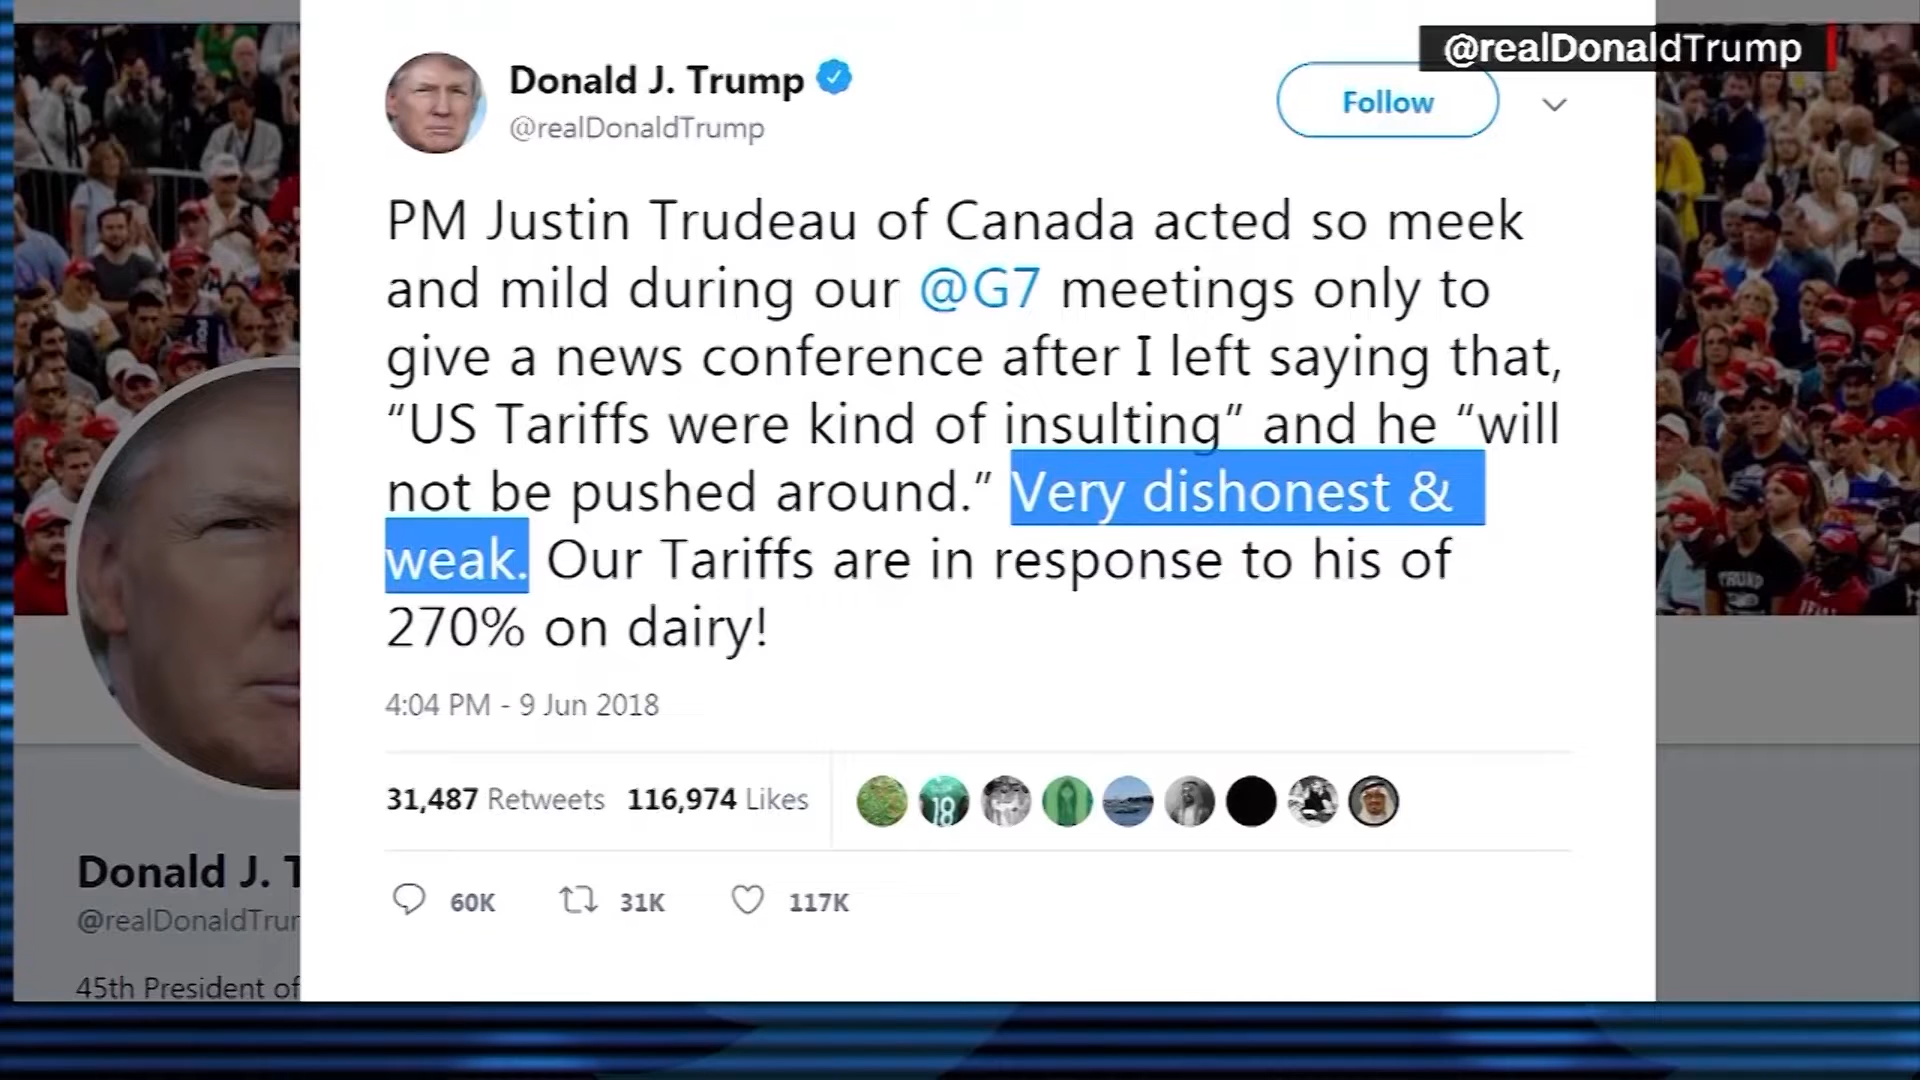 @realDonaldTrump
Donald J. Trump
@realDonaldTrump
Follow
PM Justin Trudeau of Canada acted so meek
and mild during our @G7 meetings only to
give a news conference after I left saying that,
“US Tariffs were kind of insulting” and he “will
not be pushed around.” Very dishonest &
weak. Our Tariffs are in response to his of
270% on dairy!
4:04 PM - 9 Jun 2018
31,487 Retweets 116,974 Likes
18
60K 31K 117K
Donald J. T
@realDonaldTrur
45th President of
TRUMP